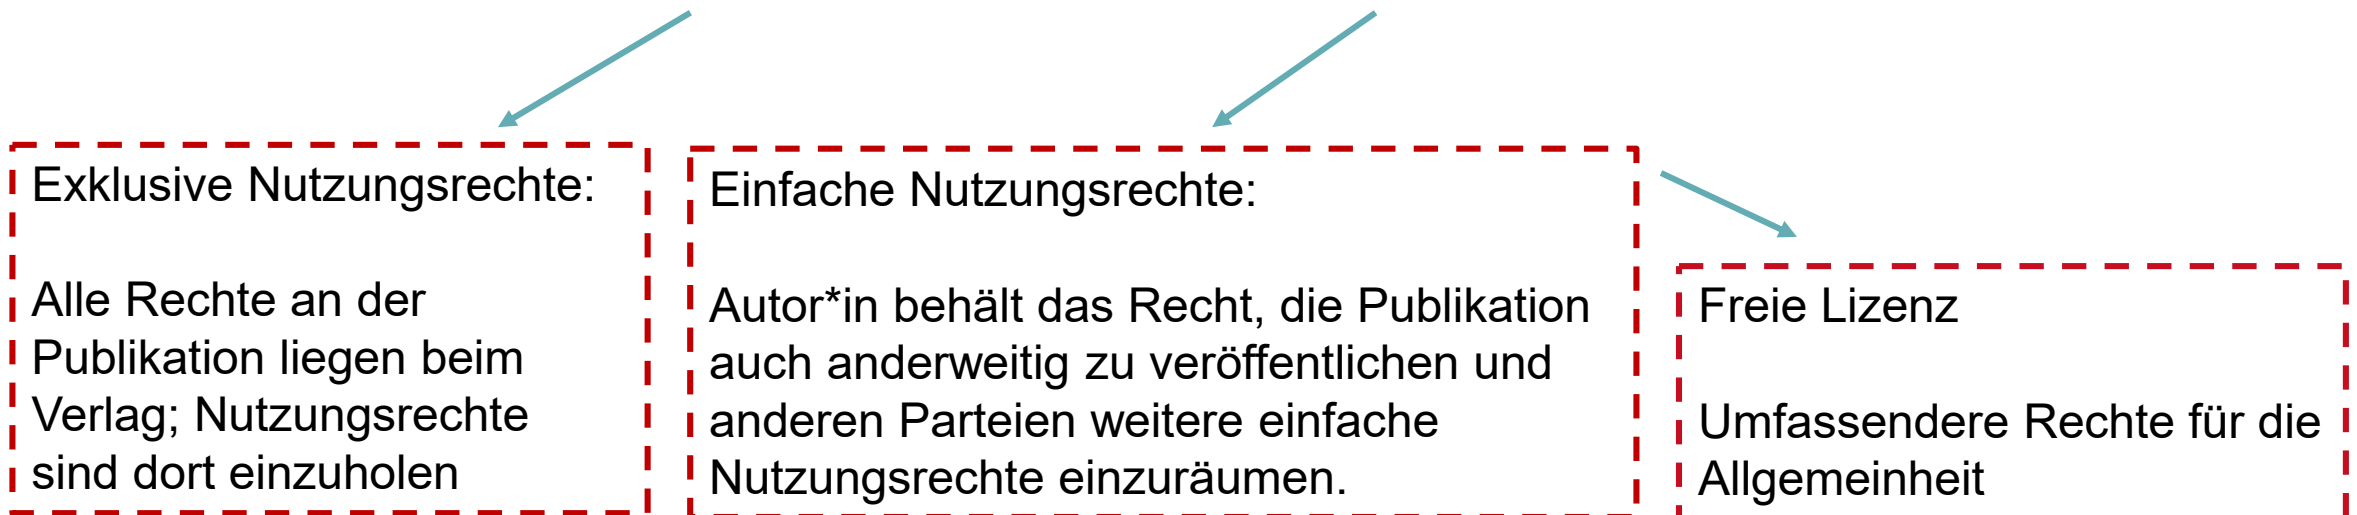 Exklusive Nutzungsrechte:
Alle Rechte an der
Publikation liegen beim
Verlag; Nutzungsrechte
sind dort einzuholen
Einfache Nutzungsrechte:
Autor*in behält das Recht, die Publikation
auch anderweitig zu veröffentlichen und
anderen Parteien weitere einfache
Nutzungsrechte einzuräumen.
Freie Lizenz
Umfassendere Rechte für die
Allgemeinheit